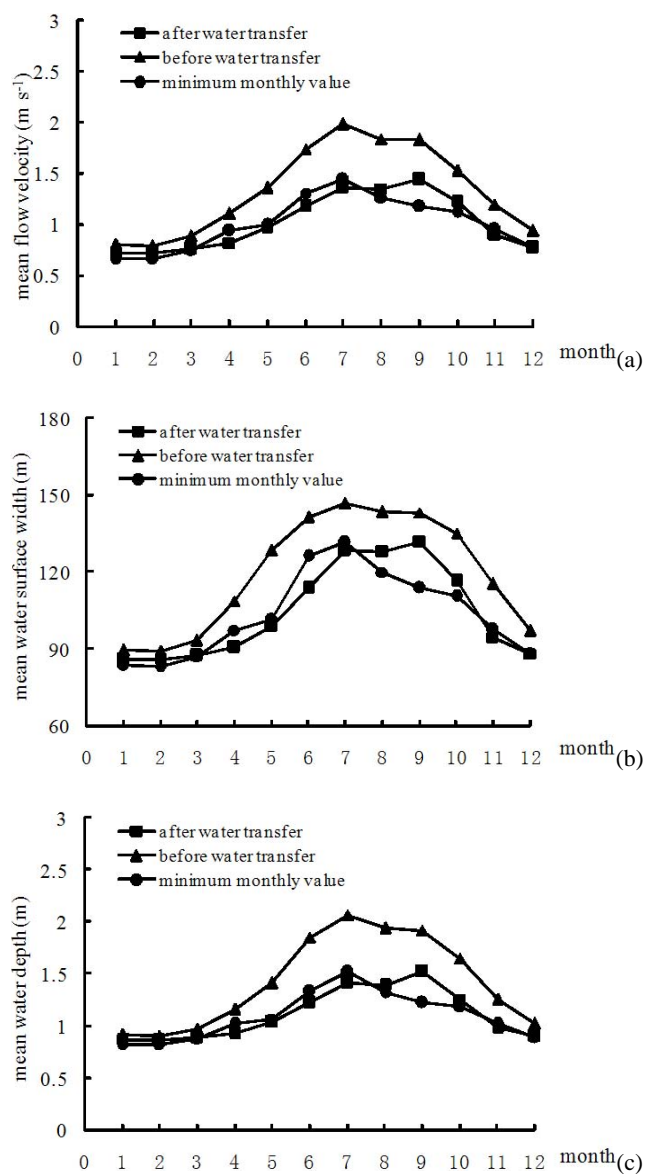 3
2.5
2
1.5
1
0.5
0
mean flow velocity (m s-1)
after water transfer
before water transfer
minimum monthly value
0 1 2 3 4 5 6 7 8 9 10 11 12
month
(a)
180
150
120
90
60
mean water surface width (m)
after water transfer
before water transfer
minimum monthly value
0 1 2 3 4 5 6 7 8 9 10 11 12
month
(b)
3
2.5
2
1.5
1
0.5
0
mean water depth (m)
after water transfer
before water transfer
minimum monthly value
0 1 2 3 4 5 6 7 8 9 10 11 12
month
(c)